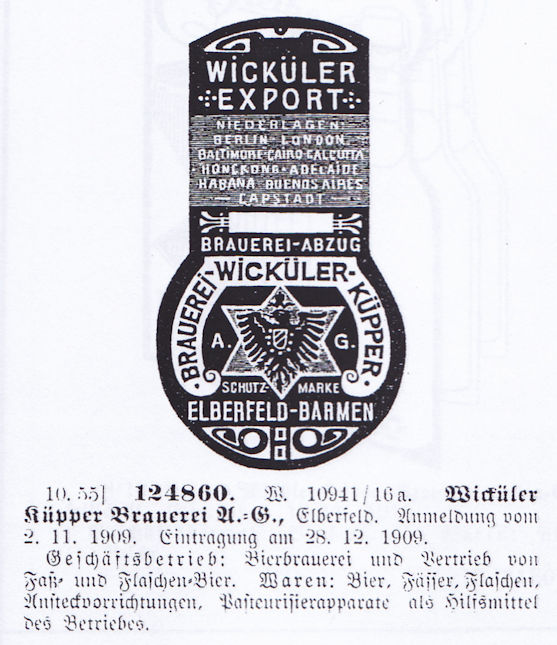 WICKÜLER
EXPORT
NIEDERLAGEN:
BERLIN-LONDON.
BALTIMORE-CAIRO-CALCUTTA
HONGKONG-ADELAIDE
HABANA BUENOS AIRES
CAPSTADT
BRAUEREI-ABZUG
BRAUEREI-WICKÜLER-KÜPPER
A. G.
SCHUTZ MARKE
ELBERFELD-BARMEN
10. 55] 124860. W. 10941/16a. Wicküler
Küpper Brauerei A.-G., Elberfeld. Anmeldung vom
2. 11. 1909. Eintragung am 28. 12. 1909.
Geschäftsbetrieb: Bierbrauerei und Vertrieb von
Faß- und Flaschen-Bier. Waren: Bier, Fässer, Flaschen,
Ansteckvorrichtungen, Pasteurisierapparate als Hilfsmittel
des Betriebes.